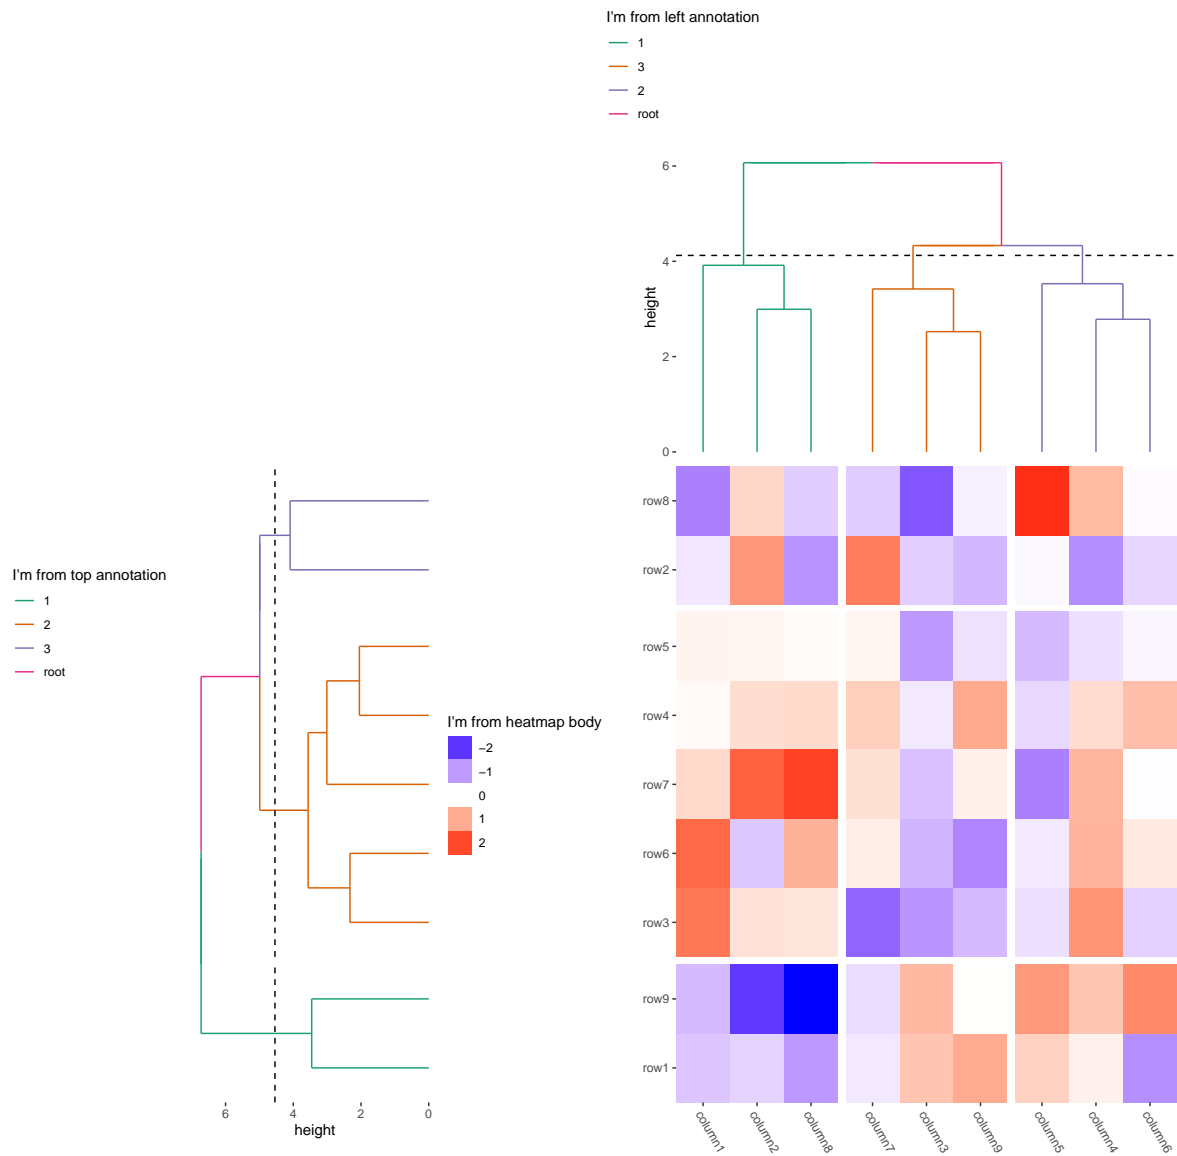 I'm from left annotation
1
3
2
root
6
4
2
0
height
I'm from top annotation
1
2
3
root
6
4
2
0
height
I'm from heatmap body
−2
−1
0
1
2
row8
row2
row5
row4
row7
row6
row3
row9
row1
column1
column2
column8
column7
column3
column9
column5
column4
column6